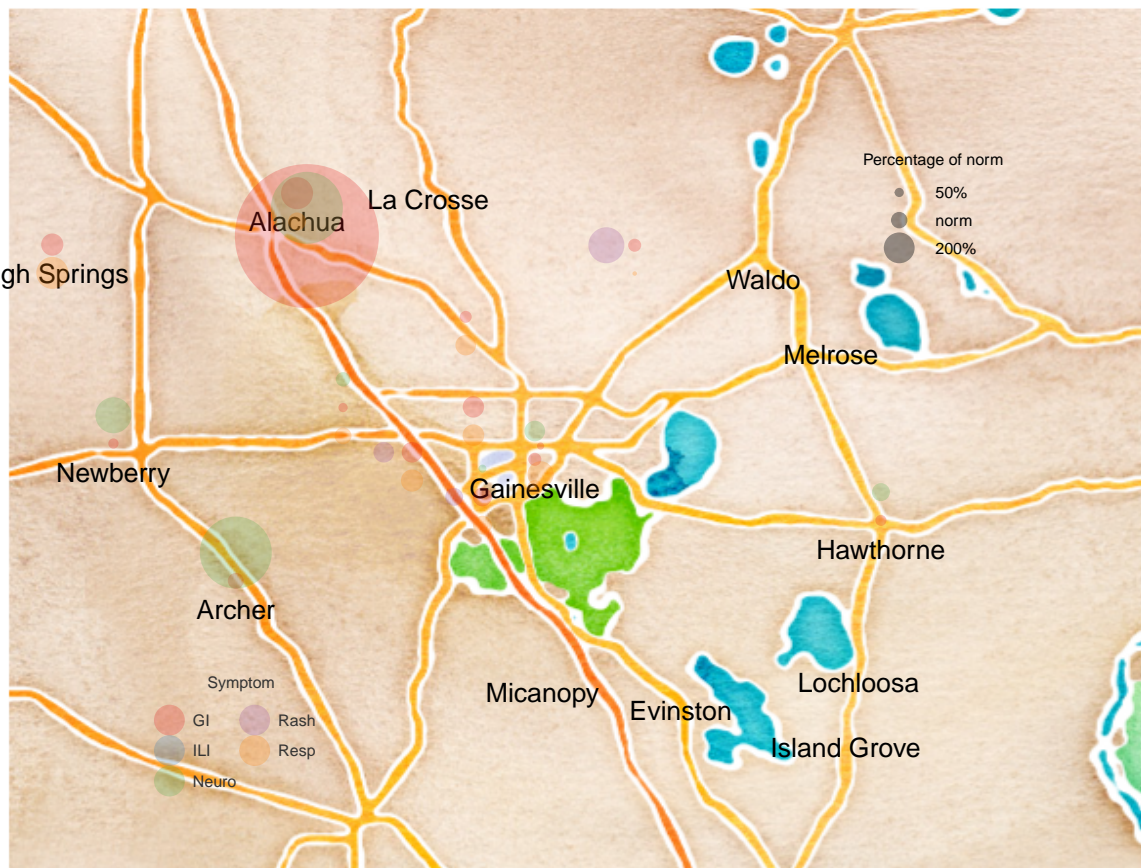 Percentage of norm
50%
La Crosse
norm
Alachua
200%
gh Springs
Waldo
Melrose
Newberry
Gainesville
Hawthorne
Archer
Symptom
Micanopy
Lochloosa
Evinston
GI
Rash
Island Grove
ILI
Resp
Neuro